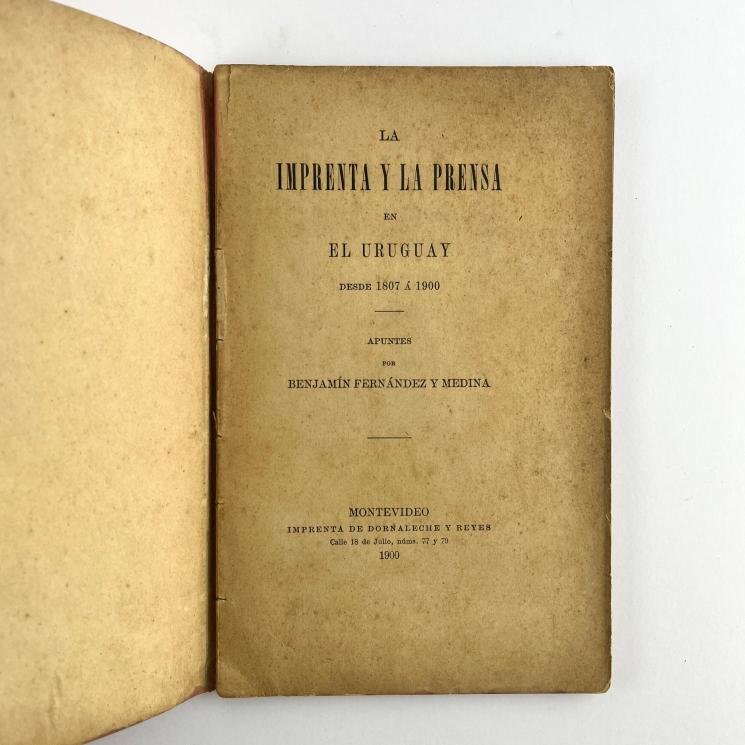 LA
IMPRENTA Y LA PRENSA
EN
EL URUGUAY
DESDE 1807 Á 1900
APUNTES
POR
BENJAMÍN FERNÁNDEZ Y MEDINA
MONTEVIDEO
IMPRENTA DE DORNALECHE Y REYES
Calle 18 de Julio, núms. 77 y 79
1900